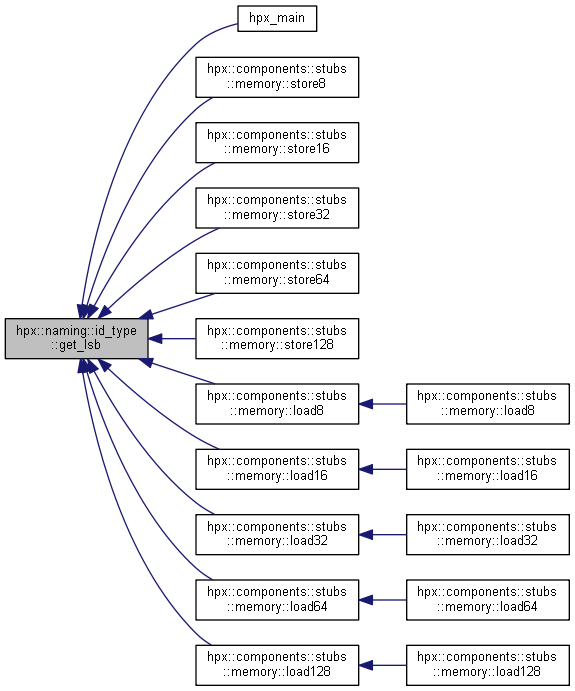 hpx_main
hpx::components::stubs
::memory::store8
hpx::components::stubs
::memory::store16
hpx::components::stubs
::memory::store32
hpx::components::stubs
::memory::store64
hpx::naming::id_type
::get_lsb
hpx::components::stubs
::memory::store128
hpx::components::stubs
::memory::load8
hpx::components::stubs
::memory::load8
hpx::components::stubs
::memory::load16
hpx::components::stubs
::memory::load16
hpx::components::stubs
::memory::load32
hpx::components::stubs
::memory::load32
hpx::components::stubs
::memory::load64
hpx::components::stubs
::memory::load64
hpx::components::stubs
::memory::load128
hpx::components::stubs
::memory::load128